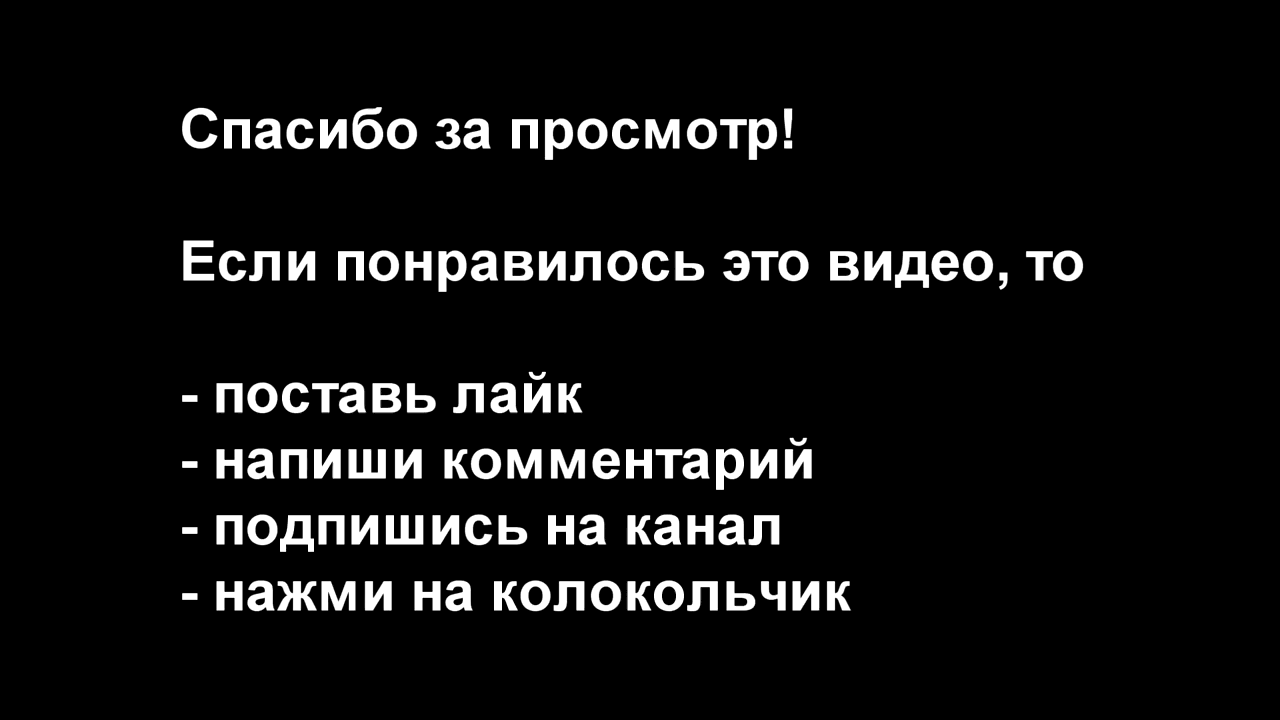 Спасибо за просмотр!
Если понравилось это видео, то
- поставь лайк
- напиши комментарий
- подпишись на канал
- нажми на колокольчик